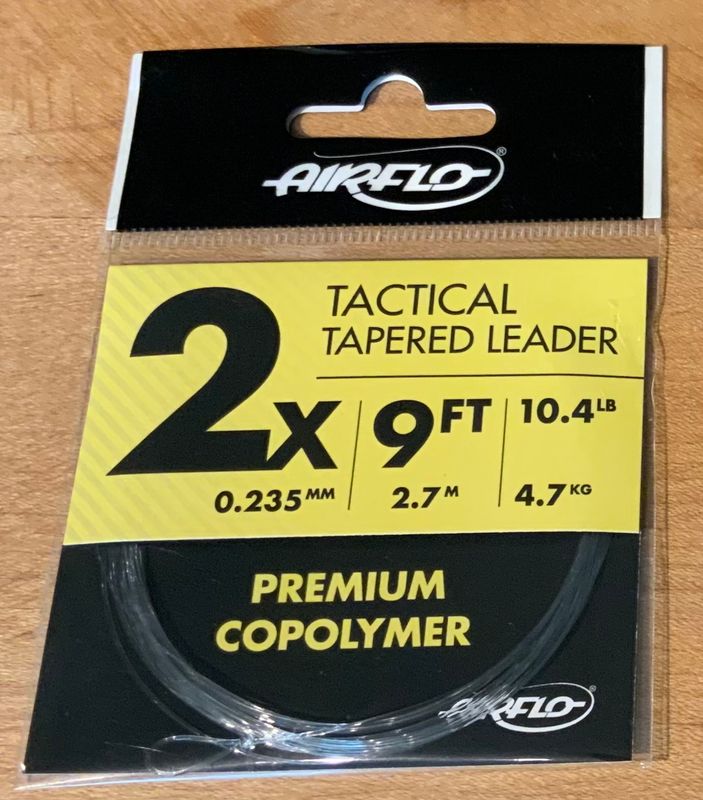 AIRFLO®
TACTICAL
TAPERED LEADER
2X
0.235MM
9FT
2.7M
10.4LB
4.7KG
PREMIUM
COPOLYMER
AIRFLO®